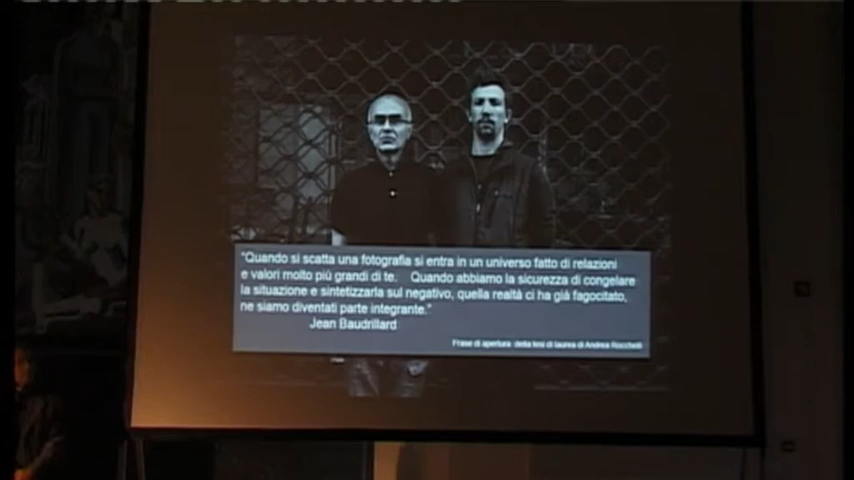 "Quando si scatta una fotografia si entra in un universo fatto di relazioni
e valori molto più grandi di te. Quando abbiamo la sicurezza di congelare
la situazione e sintetizzarla sul negativo, quella realtà ci ha già fagocitato,
ne siamo diventati parte integrante."
Jean Baudrillard
Frase di apertura della tesi di laurea di Andrea Rocchelli